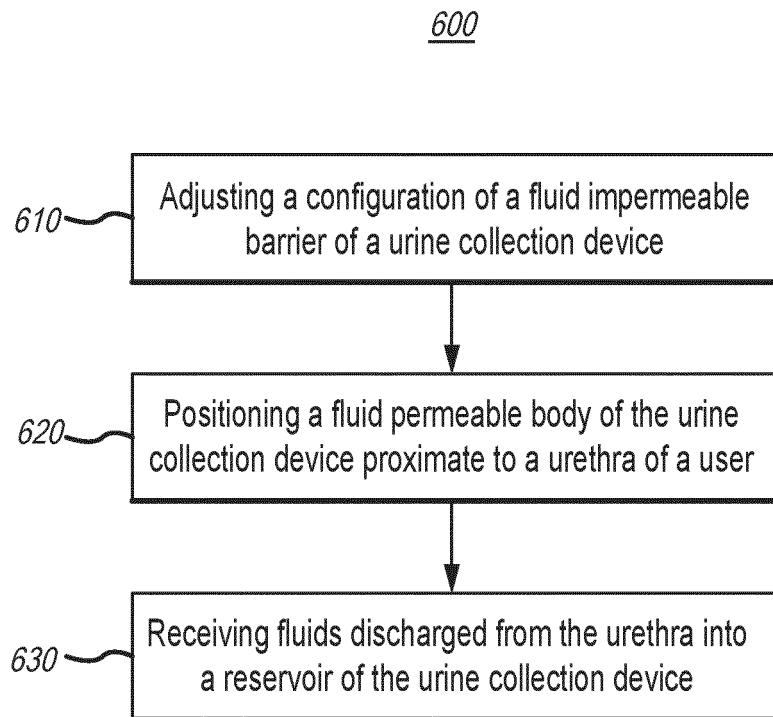 600
610
Adjusting a configuration of a fluid impermeable
barrier of a urine collection device
620
Positioning a fluid permeable body of the urine
collection device proximate to a urethra of a user
630
Receiving fluids discharged from the urethra into
a reservoir of the urine collection device